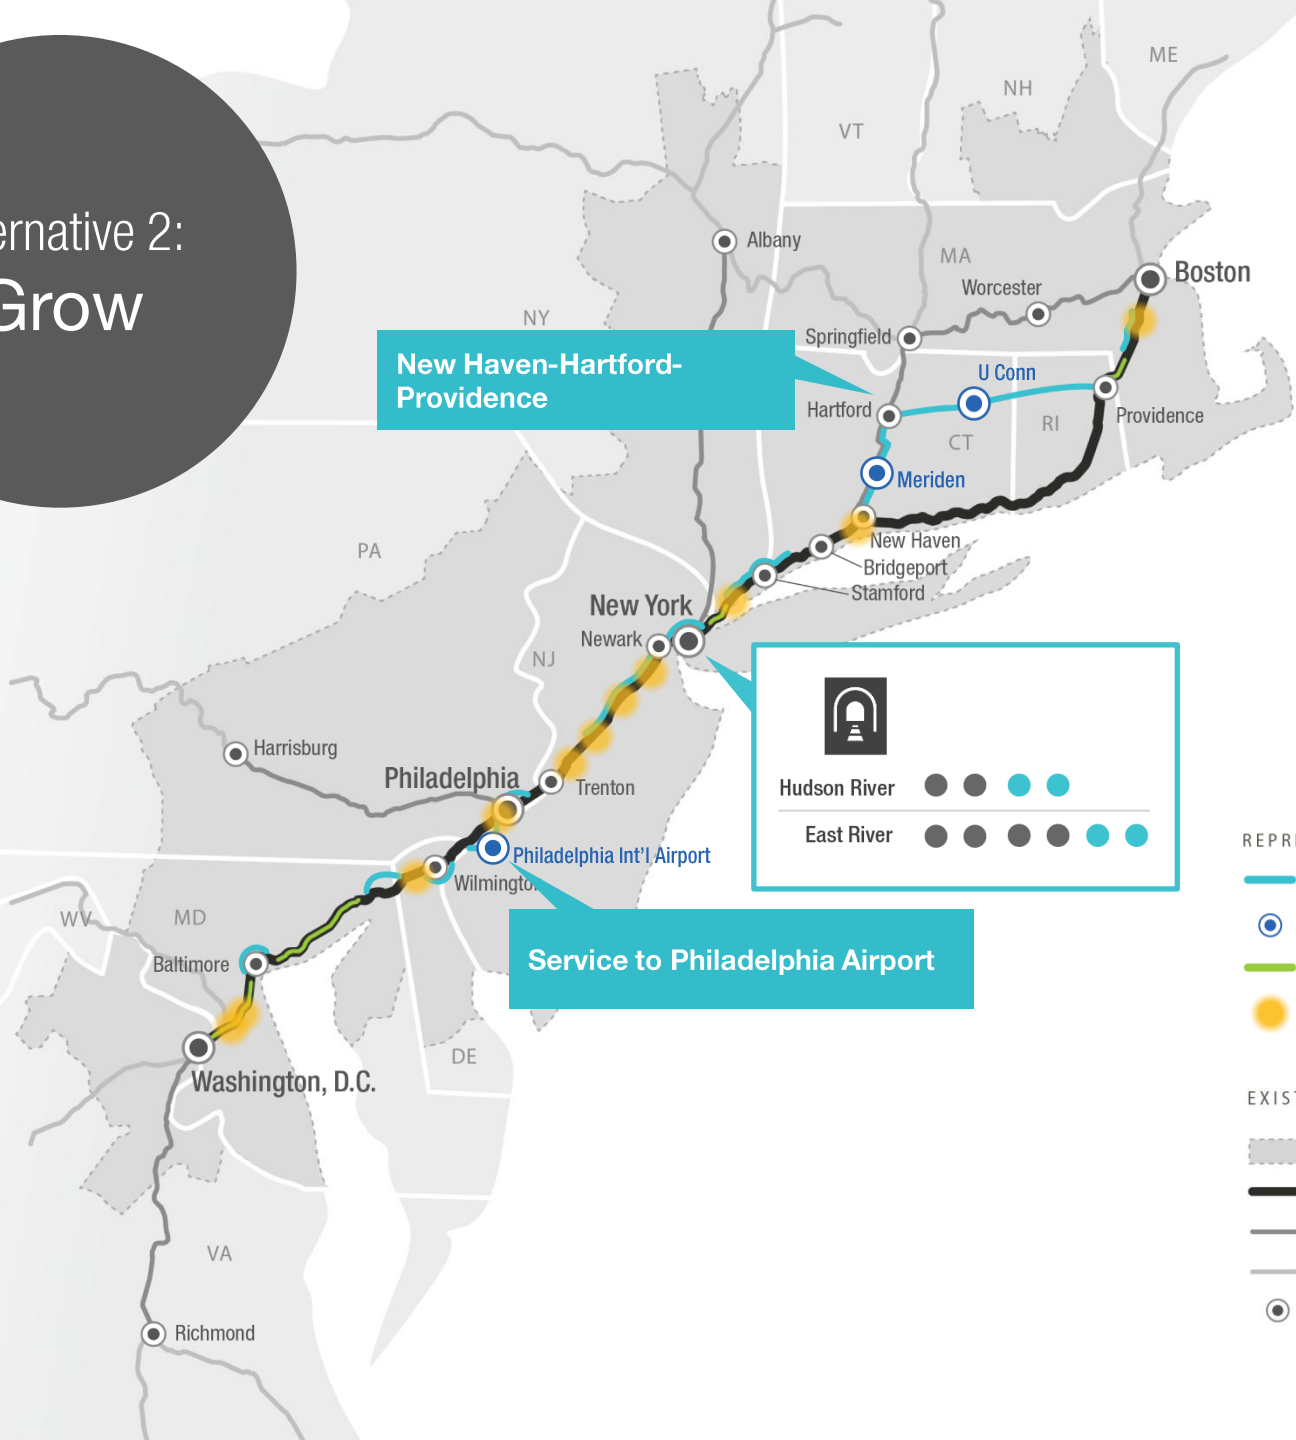 ernative 2:
Grow
ME
NH
VT
Albany
MA
Boston
Worcester
NY
Springfield
New Haven-Hartford-
Providence
U Conn
Hartford
Providence
RI
CT
Meriden
New Haven
PA
Bridgeport
Stamford
New York
Newark
NJ
Harrisburg
Philadelphia
Trenton
Hudson River
East River
Philadelphia Int'l Airport
Wilmington
REPR
WV
MD
Baltimore
Service to Philadelphia Airport
DE
Washington, D.C.
EXIS
VA
Richmond